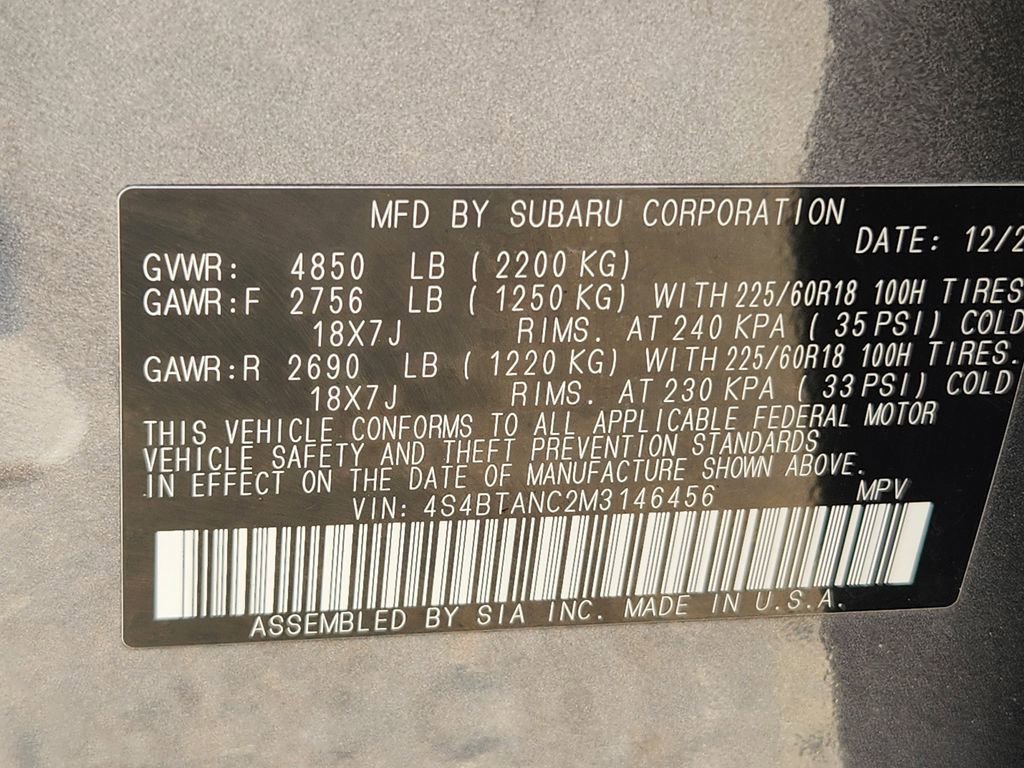 MFD BY SUBARU CORPORATION
DATE: 12/2
GVWR: 4850 LB ( 2200 KG)
GAWR:F 2756 LB ( 1250 KG) WITH 225/60R18 100H TIRES
18X7J RIMS. AT 240 KPA ( 35 PSI) COLD
GAWR:R 2690 LB ( 1220 KG) WITH 225/60R18 100H TIRES.
18X7J RIMS. AT 230 KPA ( 33 PSI) COLD
THIS VEHICLE CONFORMS TO ALL APPLICABLE FEDERAL MOTOR
VEHICLE SAFETY AND THEFT PREVENTION STANDARDS
IN EFFECT ON THE DATE OF MANUFACTURE SHOWN ABOVE.
VIN: 4S4BTANC2M3146456 MPV
ASSEMBLED BY SIA INC. MADE IN U.S.A.